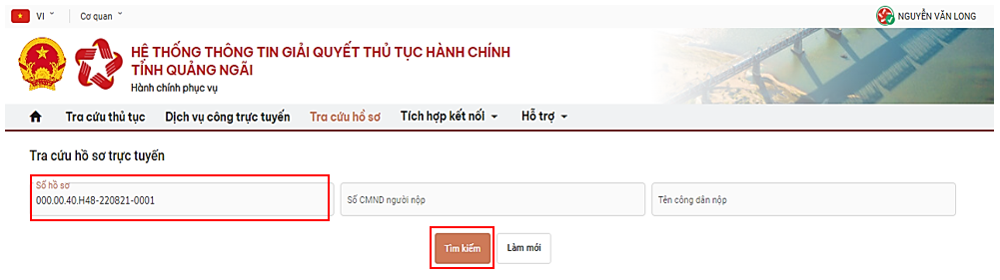 VI Cơ quan NGUYỄN VĂN LONG
HỆ THỐNG THÔNG TIN GIẢI QUYẾT THỦ TỤC HÀNH CHÍNH
TỈNH QUẢNG NGÃI
Hành chính phục vụ
Tra cứu thủ tục Dịch vụ công trực tuyến Tra cứu hồ sơ Tích hợp kết nối Hỗ trợ
Tra cứu hồ sơ trực tuyến
Số hồ sơ
000.00.40.H48-220821-0001 Số CMND người nộp Tên công dân nộp
Tìm kiếm Làm mới